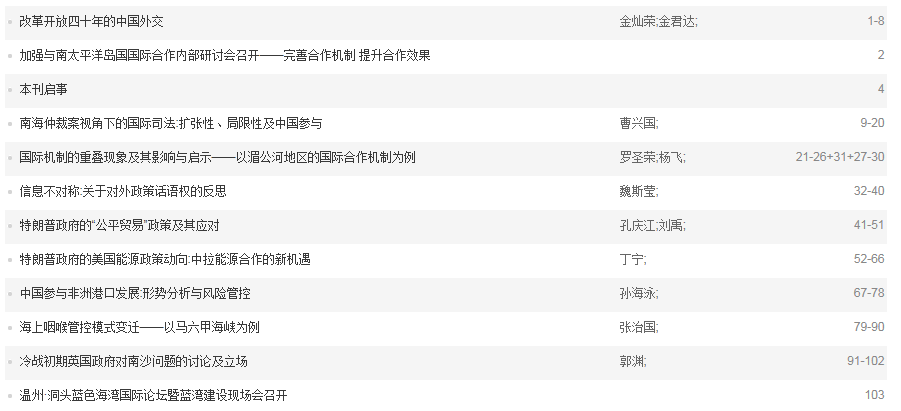 改革开放四十年的中国外交 金灿荣;金君达; 1-8
加强与南太平洋岛国国际合作内部研讨会召开——完善合作机制 提升合作效果 2
本刊启事 4
南海仲裁案视角下的国际司法:扩张性、局限性及中国参与 曹兴国; 9-20
国际机制的重叠现象及其影响与启示——以湄公河地区的国际合作机制为例 罗圣荣;杨飞; 21-26+31+27-30
信息不对称:关于对外政策话语权的反思 魏斯莹; 32-40
特朗普政府的“公平贸易”政策及其应对 孔庆江;刘禹; 41-51
特朗普政府的美国能源政策动向:中拉能源合作的新机遇 丁宁; 52-66
中国参与非洲港口发展:形势分析与风险管控 孙海泳; 67-78
海上咽喉管控模式变迁——以马六甲海峡为例 张治国; 79-90
冷战初期英国政府对南沙问题的讨论及立场 郭渊; 91-102
温州·洞头蓝色海湾国际论坛暨蓝湾建设现场会召开 103